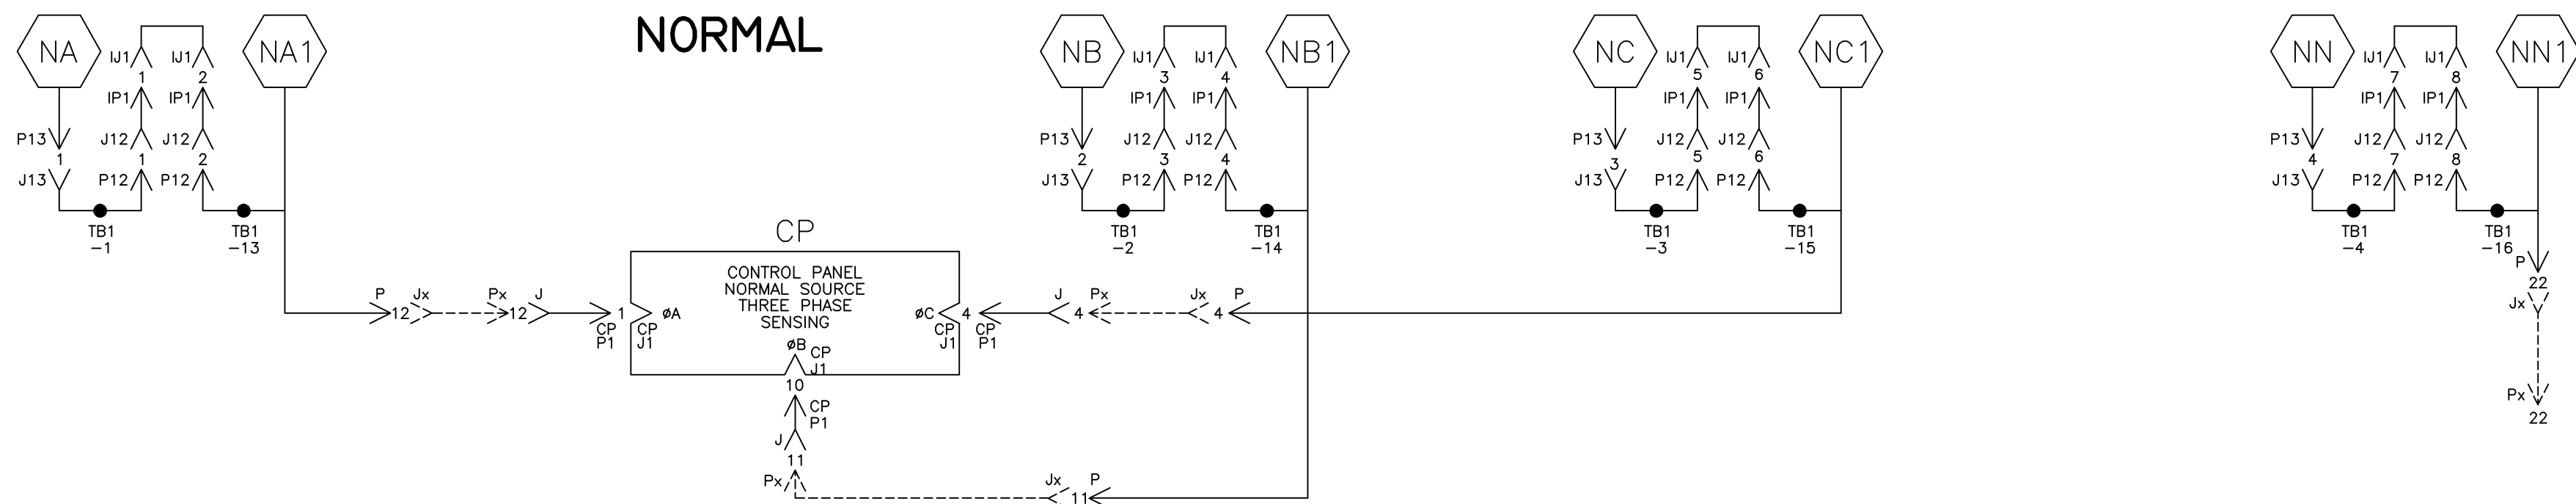 NORMAL
NA
IJ1
IJ1
NA1
1
2
IP1
IP1
P13
J12
J12
1
1
2
J13
P12
P12
TB1
-1
TB1
-13
NB
IJ1
IJ1
NB1
3
4
IP1
IP1
P13
J12
J12
2
3
4
J13
P12
P12
TB1
-2
TB1
-14
NC
IJ1
IJ1
NC1
5
6
IP1
IP1
P13
J12
J12
3
5
6
J13
P12
P12
TB1
-3
TB1
-15
NN
IJ1
IJ1
NN1
7
8
IP1
IP1
P13
J12
J12
4
7
8
J13
P12
P12
TB1
-4
TB1
-16
P
22
Jx
Px
22
CP
CONTROL PANEL
NORMAL SOURCE
THREE PHASE
SENSING
P
Jx
Px
J
12
12
1
øA
CP
P1
CP
J1
øC
4
CP
J1
CP
P1
J
Px
Jx
P
4
4
øB
CP
J1
10
CP
P1
J
11
Px
Jx
P
11